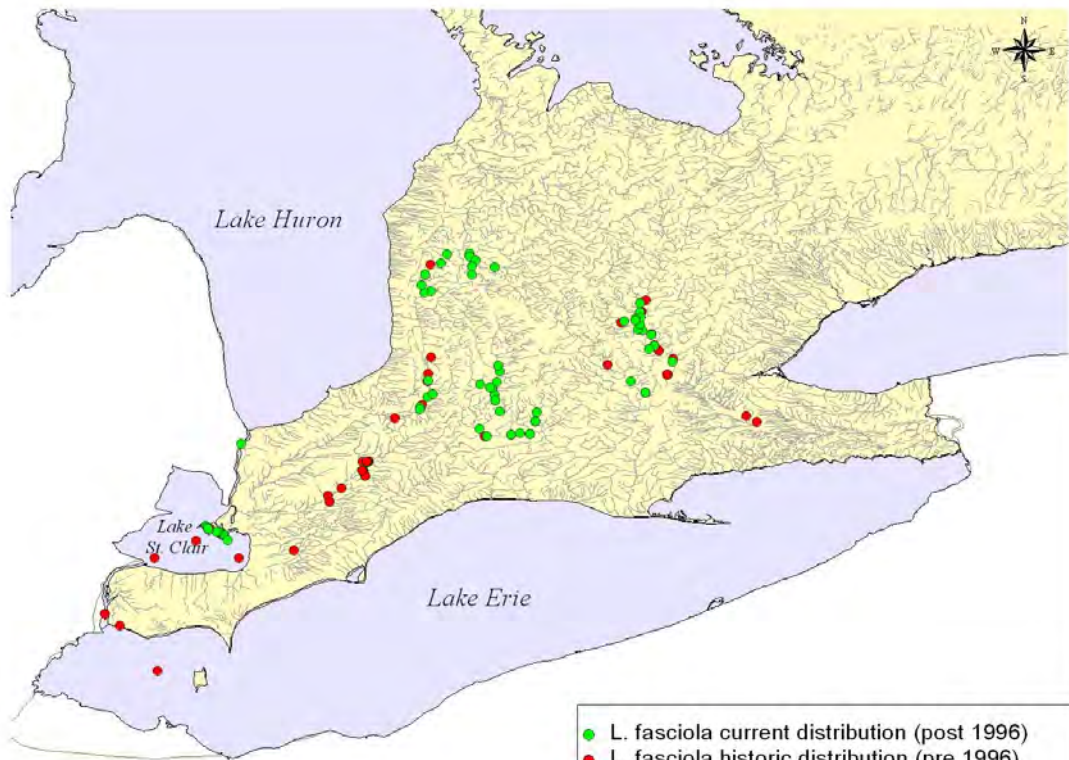 N
W E
S
Lake Huron
Lake
St. Clair
Lake Erie
L. fasciola current distribution (post 1996)
L. fasciola historic distribution (pre 1996)